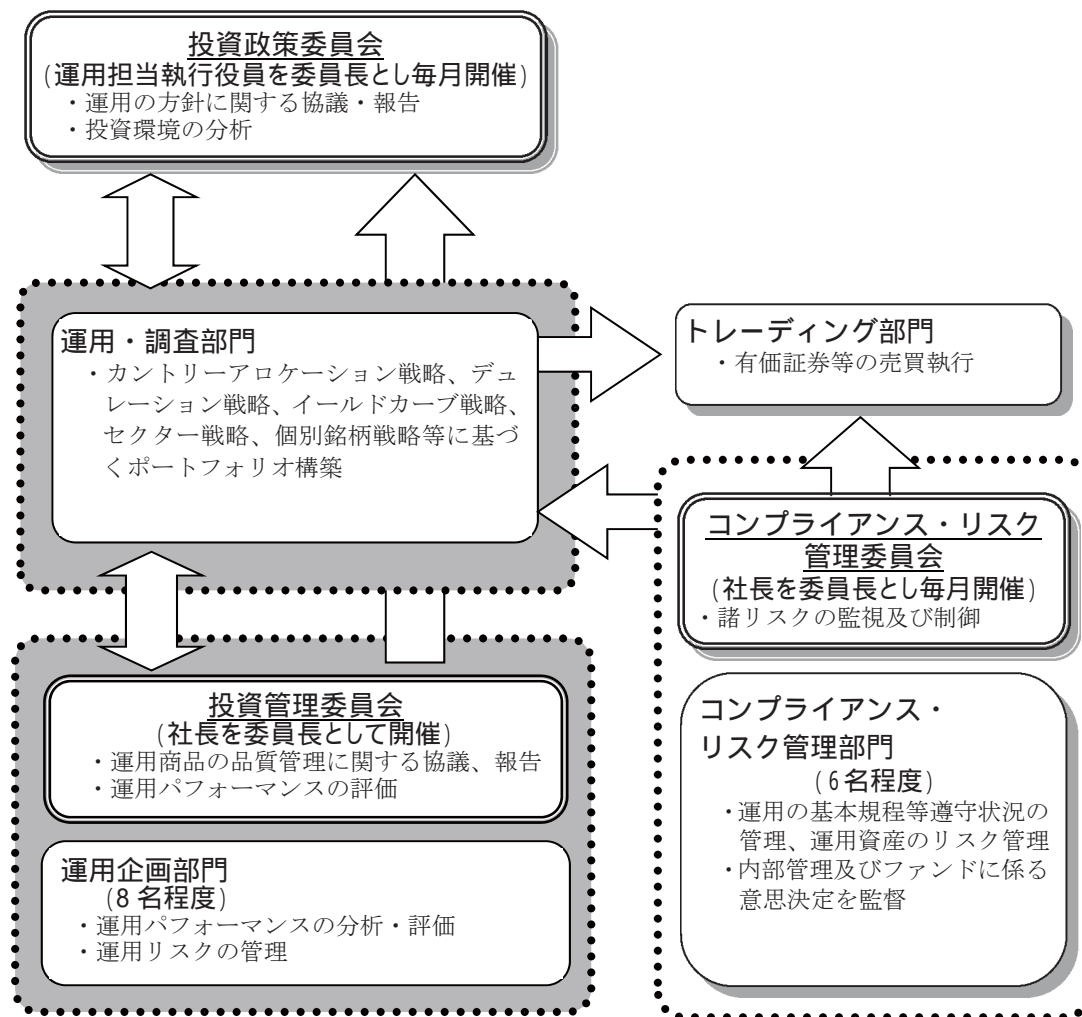 投資政策委員会
(運用担当執行役員を委員長とし毎月開催)
・運用の方針に関する協議・報告
・投資環境の分析
運用・調査部門
・カントリーアロケーション戦略、デュ
レーション戦略、イールドカーブ戦略、
セクター戦略、個別銘柄戦略等に基づ
くポートフォリオ構築
トレーディング部門
・有価証券等の売買執行
コンプライアンス・リスク
管理委員会
(社長を委員長とし毎月開催)
・諸リスクの監視及び制御
投資管理委員会
(社長を委員長として開催)
・運用商品の品質管理に関する協議、報告
・運用パフォーマンスの評価
運用企画部門
(8名程度)
・運用パフォーマンスの分析・評価
・運用リスクの管理
コンプライアンス・
リスク管理部門
(6名程度)
・運用の基本規程等遵守状況の
管理、運用資産のリスク管理
・内部管理及びファンドに係る
意思決定を監督